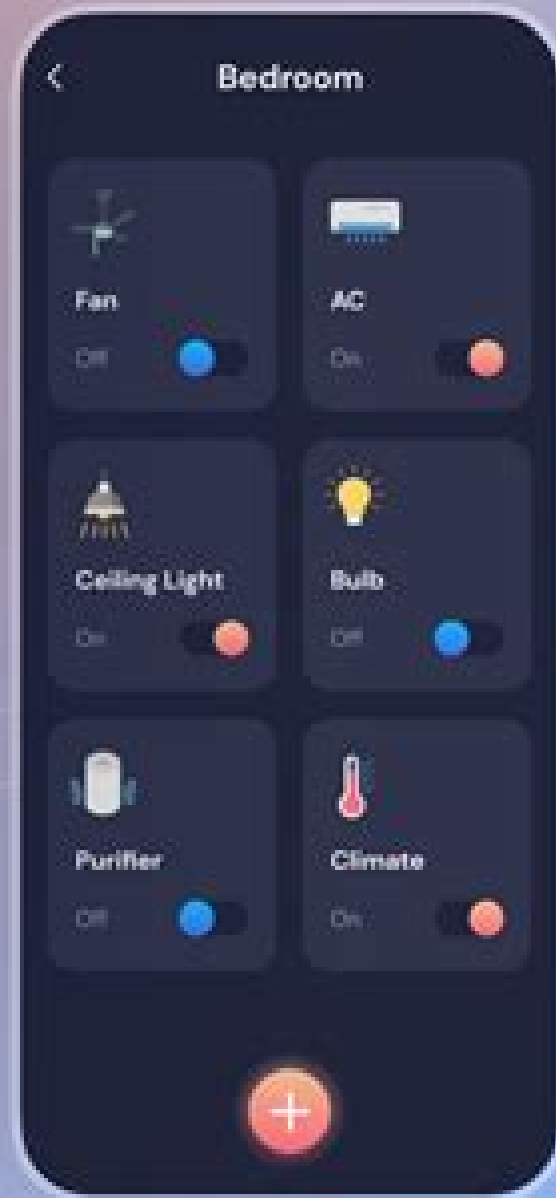 Bedroom
Fan
AC
Off
On
Ceiling Light
Bulb
On
Off
Purifier
Climate
Off
On